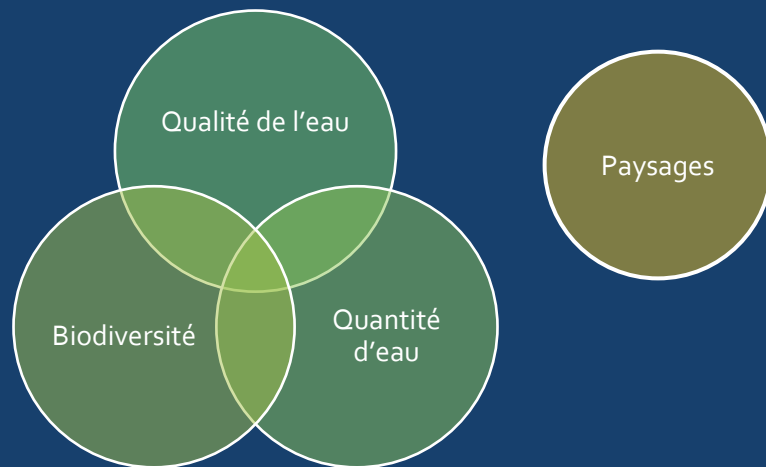 Qualité de l’eau
Paysages
Biodiversité
Quantité
d’eau